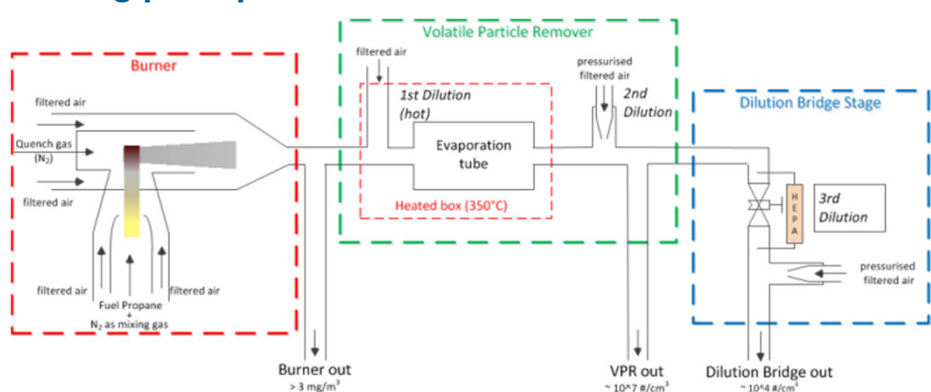 Volatile Particle Remover
Burner
filtered air
pressurised
filtered air
1st Dilution
(hot)
2nd
Dilution
Dilution Bridge Stage
filtered air
Quench gas
(N₂)
Evaporation
tube
HEPA
3rd
Dilution
filtered air
Heated box (350°C)
pressurised
filtered air
filtered air
filtered air
Fuel Propane
+
N₂ as mixing gas
Burner out
> 3 mg/m³
VPR out
~ 10^7 #/cm³
Dilution Bridge out
~ 10^4 #/cm³